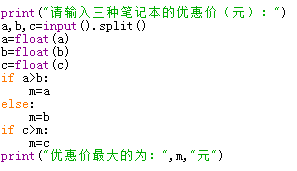 print("请输入三种笔记本的优惠价（元）：")
a,b,c=input().split()
a=float(a)
b=float(b)
c=float(c)
if a>b:
    m=a
else:
    m=b
if c>m:
    m=c
print("优惠价最大的为：",m,"元")